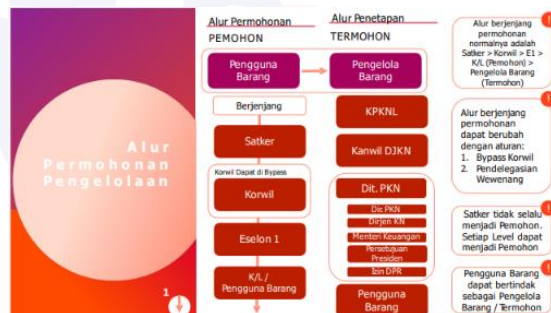 Alur
Permohonan
Pengelolaan
1
Alur Permohonan
PEMOHON
Pengguna
Barang
Berjenjang
Satker
Korwil Dapat di Bypass
Korwil
Eselon 1
K/L /
Pengguna Barang
Alur Penetapan
TERMOHON
Pengelola
Barang
KPKNL
Kanwil DJKN
Dit. PKN
Dit PKN
Dirjen KN
Menteri Keuangan
Persetujuan
Presiden
Izin DPR
Pengguna
Barang
Alur berjenjang
permohonan
normalnya adalah
Satker > Korwil > E1 >
K/L (Pemohon) >
Pengelola Barang
(Termohon)
!
Alur berjenjang
permohonan
dapat berubah
dengan aturan:
1. Bypass Korwil
2. Pendelegasian
Wewenang
!
Satker tidak selalu
menjadi Pemohon.
Setiap Level dapat
menjadi Pemohon
!
Pengguna Barang
dapat bertindak
sebagai Pengelola
Barang / Termohon
!